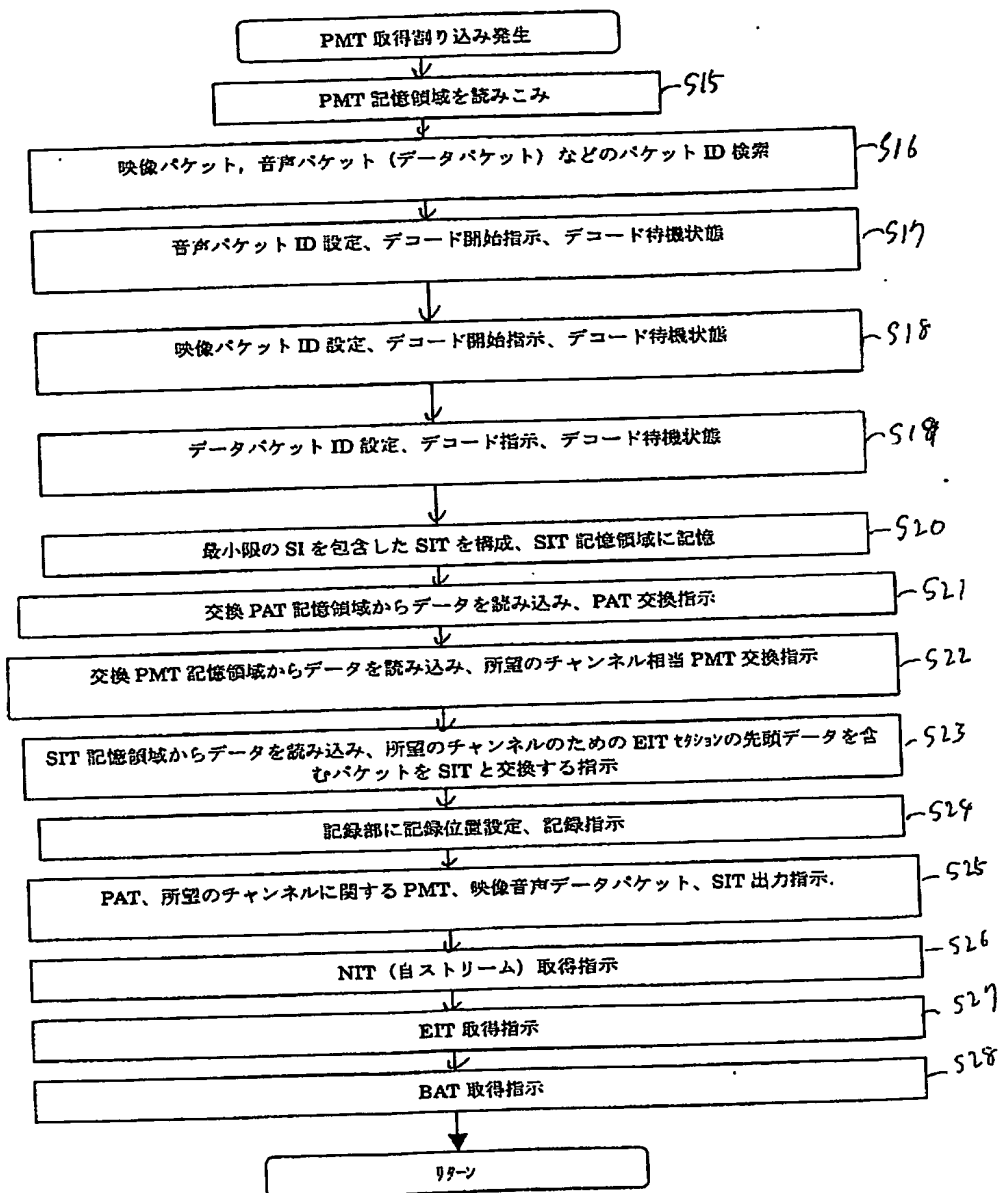 PMT 取得割り込み発生
PMT 記憶領域を読みこみ
S15
映像パケット，音声パケット（データパケット）などのパケット ID 検索
S16
音声パケット ID 設定、デコード開始指示、デコード待機状態
S17
映像パケット ID 設定、デコード開始指示、デコード待機状態
S18
データパケット ID 設定、デコード指示、デコード待機状態
S19
最小限の SI を包含した SIT を構成、SIT 記憶領域に記憶
S20
交換 PAT 記憶領域からデータを読み込み、PAT 交換指示
S21
交換 PMT 記憶領域からデータを読み込み、所望のチャンネル相当 PMT 交換指示
S22
SIT 記憶領域からデータを読み込み、所望のチャンネルのための EIT ｾｸｼｮﾝの先頭データを含
むパケットを SIT と交換する指示
S23
記録部に記録位置設定、記録指示
S24
PAT、所望のチャンネルに関する PMT、映像音声データパケット、SIT 出力指示.
S25
NIT（自ストリーム）取得指示
S26
EIT 取得指示
S27
BAT 取得指示
S28
ﾘﾀｰﾝ